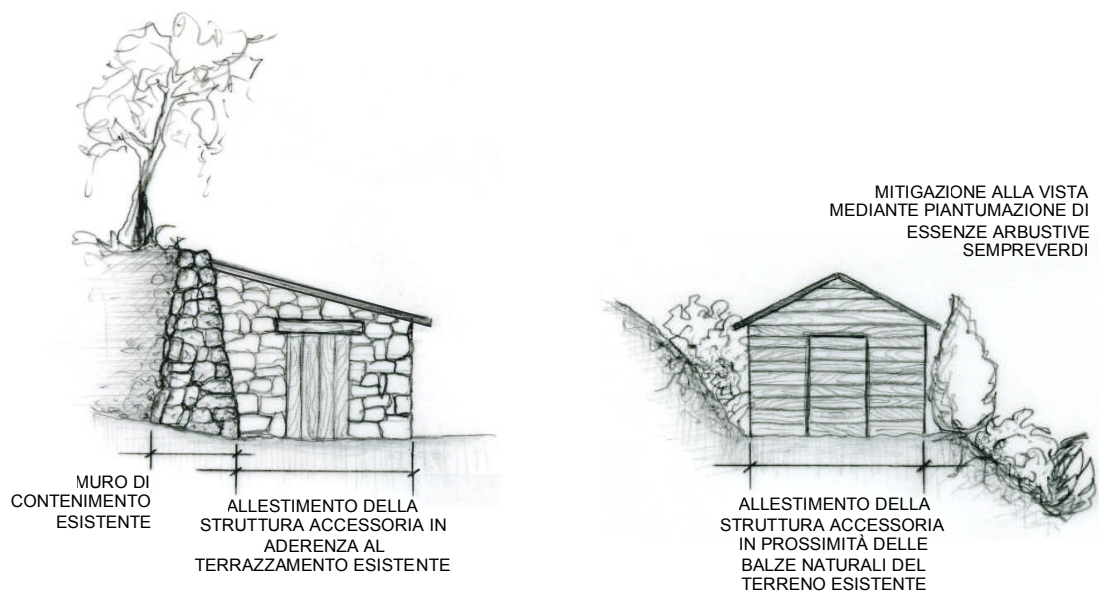 MITIGAZIONE ALLA VISTA
MEDIANTE PIANTUMAZIONE DI
ESSENZE ARBUSTIVE
SEMPREVERDI
MURO DI
CONTENIMENTO
ESISTENTE
ALLESTIMENTO DELLA
STRUTTURA ACCESSORIA IN
ADERENZA AL
TERRAZZAMENTO ESISTENTE
ALLESTIMENTO DELLA
STRUTTURA ACCESSORIA
IN PROSSIMITÀ DELLE
BALZE NATURALI DEL
TERRENO ESISTENTE